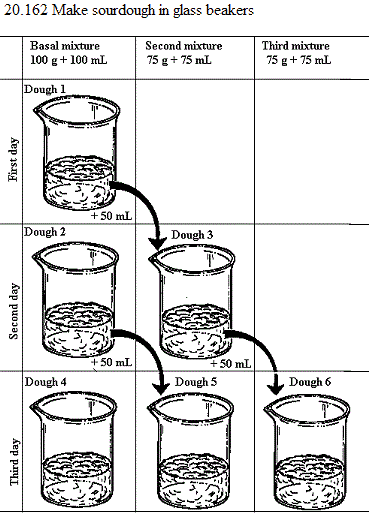 20.162 Make sourdough in glass beakers
Basal mixture
100 g + 100 mL
Second mixture
75 g + 75 mL
Third mixture
75 g + 75 mL
First day
Dough 1
+ 50 mL
Second day
Dough 2
Dough 3
+ 50 mL
+ 50 mL
Third day
Dough 4
Dough 5
Dough 6